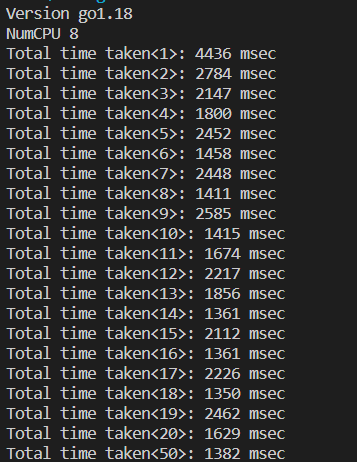 Version go1.18
NumCPU 8
Total time taken<1>: 4436 msec
Total time taken<2>: 2784 msec
Total time taken<3>: 2147 msec
Total time taken<4>: 1800 msec
Total time taken<5>: 2452 msec
Total time taken<6>: 1458 msec
Total time taken<7>: 2448 msec
Total time taken<8>: 1411 msec
Total time taken<9>: 2585 msec
Total time taken<10>: 1415 msec
Total time taken<11>: 1674 msec
Total time taken<12>: 2217 msec
Total time taken<13>: 1856 msec
Total time taken<14>: 1361 msec
Total time taken<15>: 2112 msec
Total time taken<16>: 1361 msec
Total time taken<17>: 2226 msec
Total time taken<18>: 1350 msec
Total time taken<19>: 2462 msec
Total time taken<20>: 1629 msec
Total time taken<50>: 1382 msec